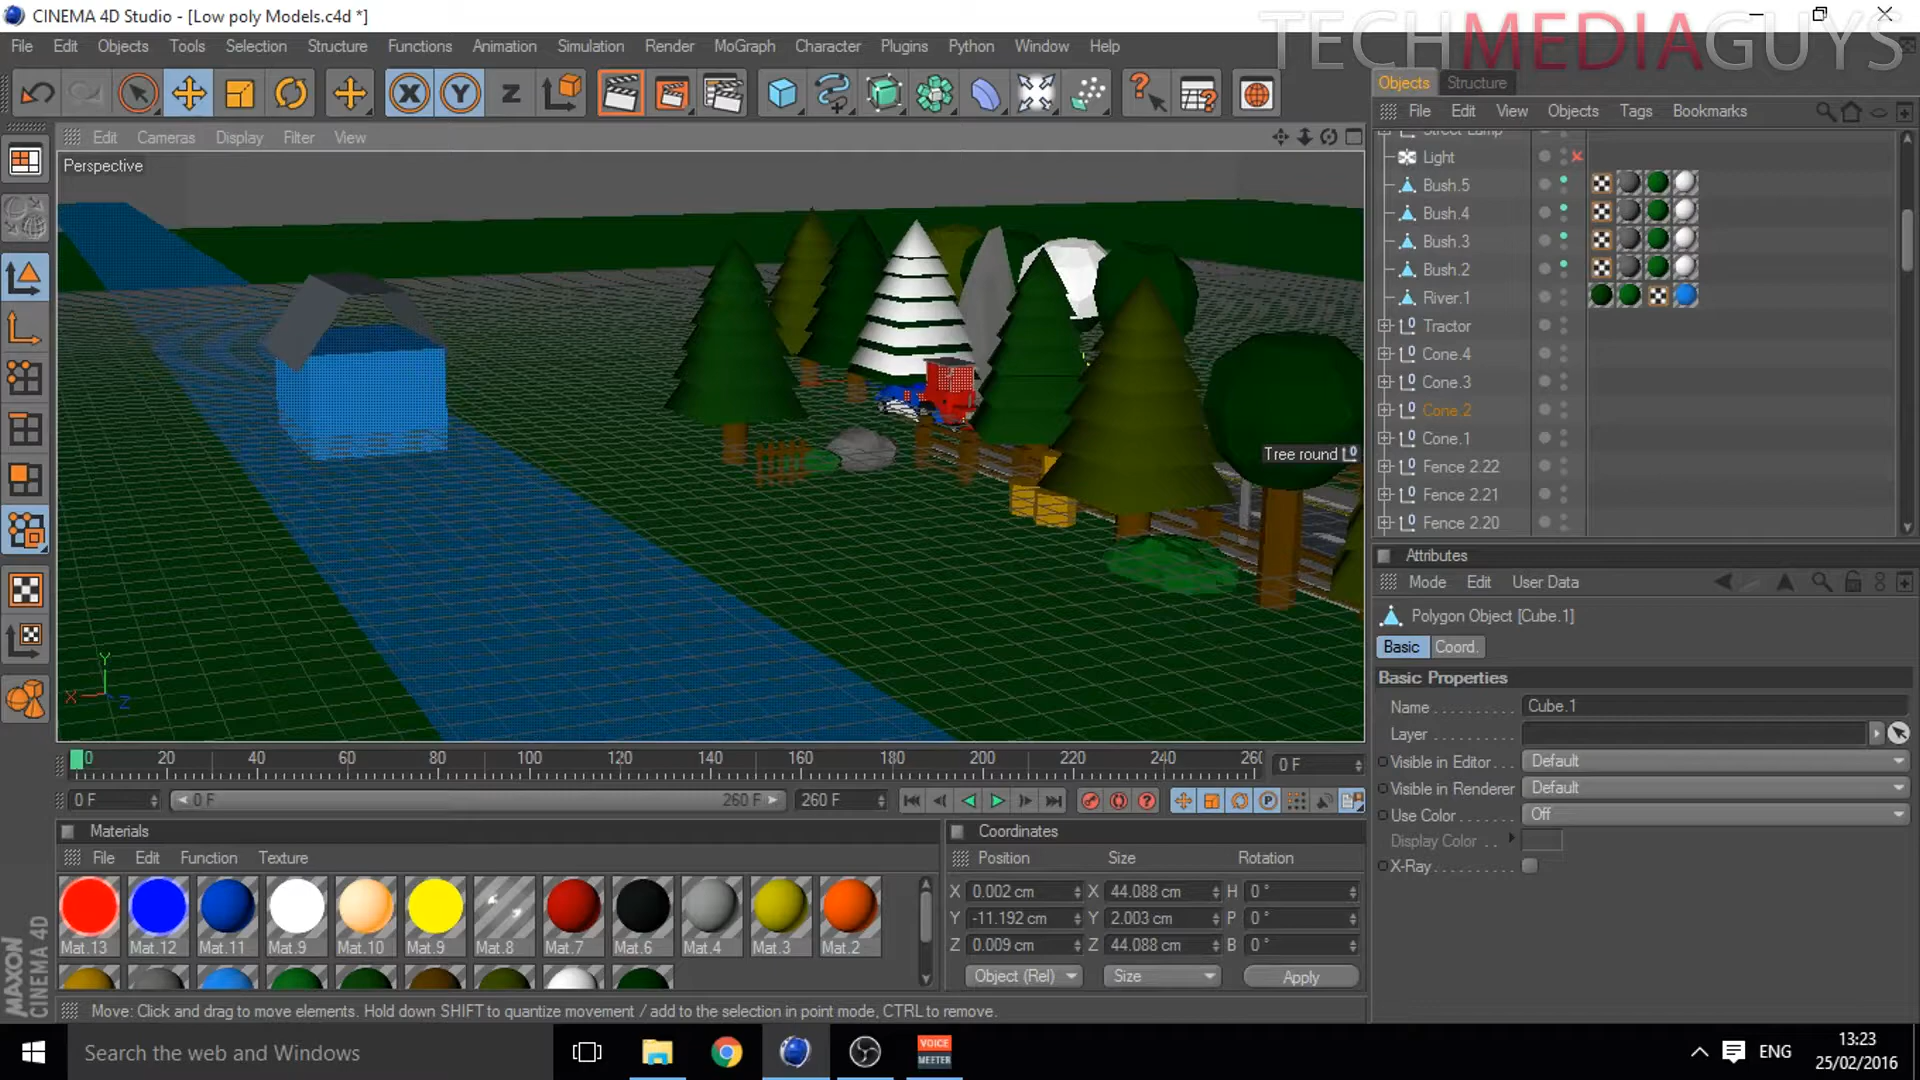 CINEMA 4D Studio - [Low poly Models.c4d *]
TECHMEDIAGUYS
File Edit Objects Tools Selection Structure Functions Animation Simulation Render MoGraph Character Plugins Python Window Help
Objects Structure
File Edit View Objects Tags Bookmarks
Edit Cameras Display Filter View
Perspective
Street Lamp
Light
Bush.5
Bush.4
Bush.3
Bush.2
River.1
Tractor
Cone.4
Cone.3
Cone.2
Cone.1
Fence 2.22
Fence 2.21
Fence 2.20
Tree round
X Y Z
Attributes
Mode Edit User Data
Polygon Object [Cube.1]
Basic Coord.
Basic Properties
Name . . . . . . . . . . Cube.1
Layer . . . . . . . . . .
Visible in Editor . . . Default
Visible in Renderer Default
Use Color . . . . . . . Off
Display Color . .
X-Ray . . . . . . . . . .
0 20 40 60 80 100 120 140 160 180 200 220 240 260
0 F
0 F 0 F 260 F 260 F
Materials
File Edit Function Texture
Mat.13 Mat.12 Mat.11 Mat.9 Mat.10 Mat.9 Mat.8 Mat.7 Mat.6 Mat.4 Mat.3 Mat.2
Coordinates
Position Size Rotation
X 0.002 cm X 44.088 cm H 0 °
Y -11.192 cm Y 2.003 cm P 0 °
Z 0.009 cm Z 44.088 cm B 0 °
Object (Rel) Size Apply
MAXON
CINEMA 4D
Move: Click and drag to move elements. Hold down SHIFT to quantize movement / add to the selection in point mode, CTRL to remove.
Search the web and Windows
VOICE
MEETER
ENG
13:23
25/02/2016